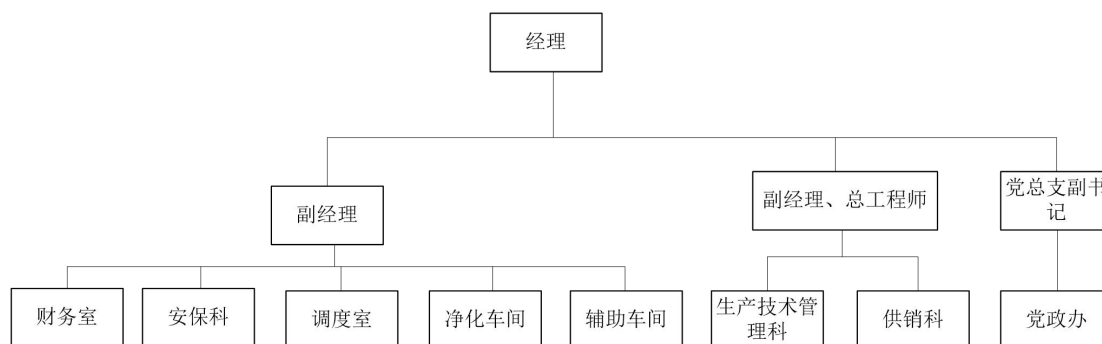 经理
副经理
副经理、总工程师
党总支副书
记
财务室
安保科
调度室
净化车间
辅助车间
生产技术管
理科
供销科
党政办